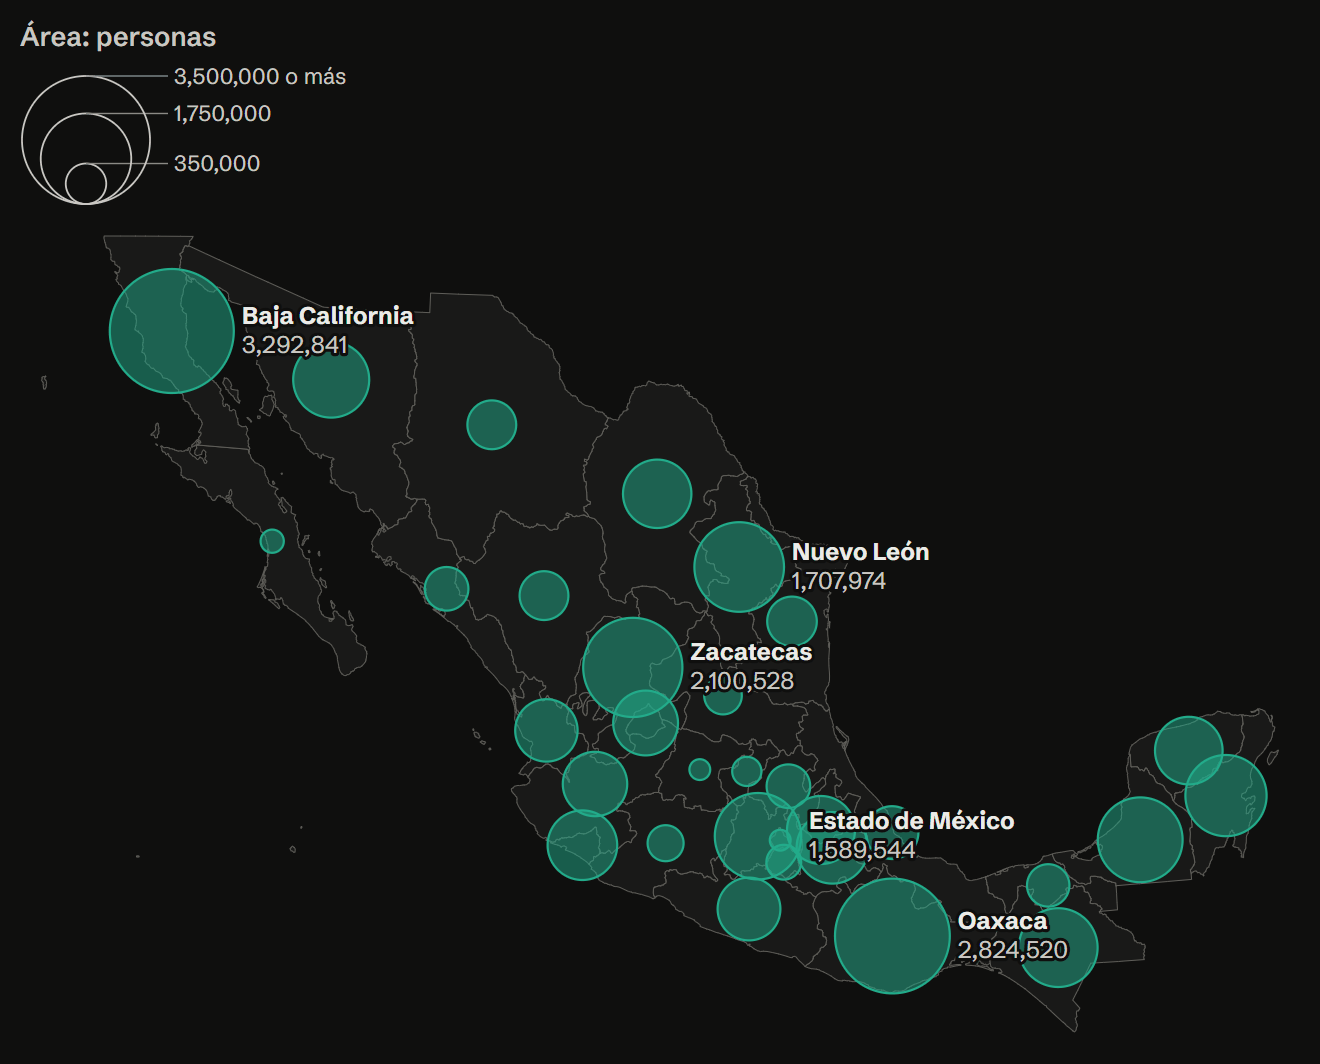 Área: personas
3,500,000 o más
1,750,000
350,000
Baja California
3,292,841
Nuevo León
1,707,974
Zacatecas
2,100,528
Estado de México
1,589,544
Oaxaca
2,824,520